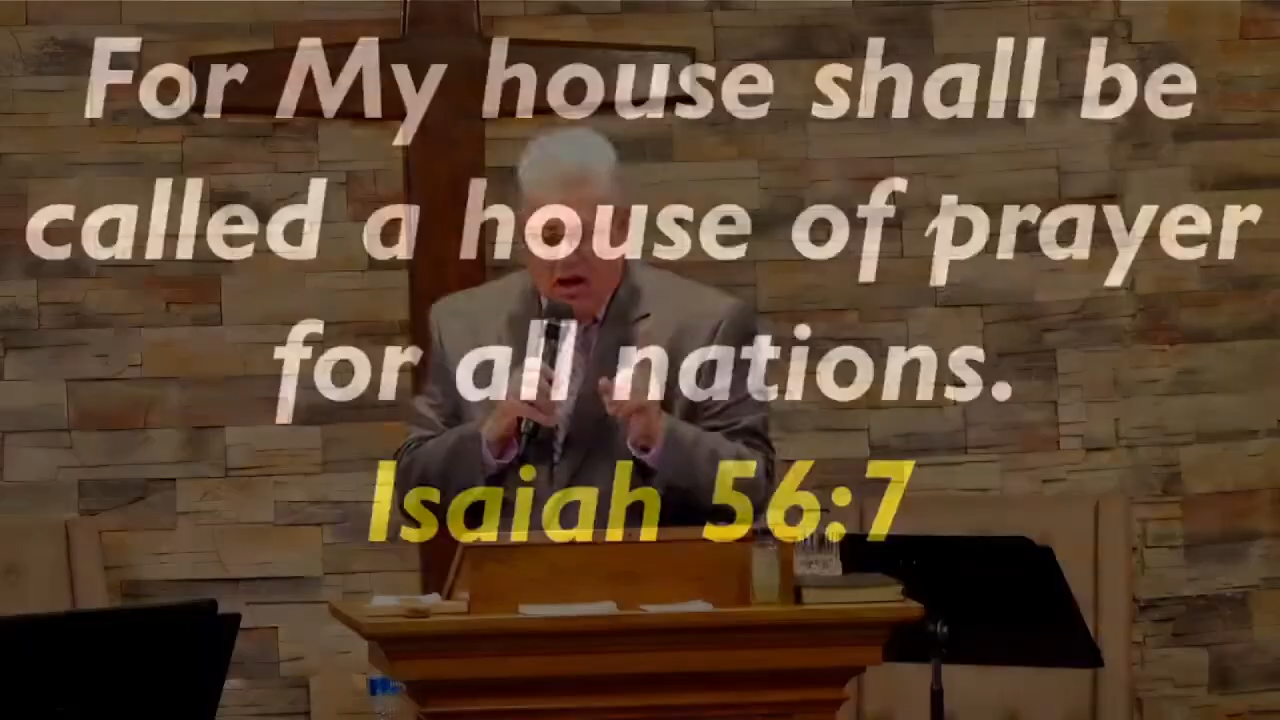 For My house shall be
called a house of prayer
for all nations.
Isaiah 56:7